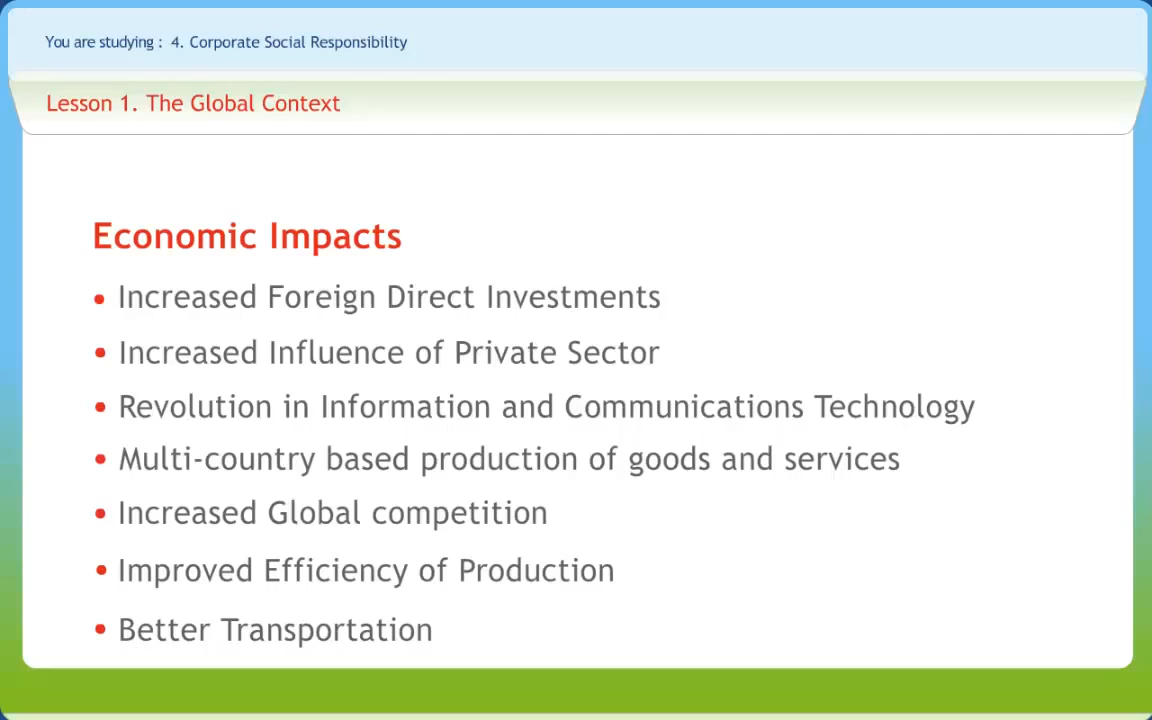 You are studying : 4. Corporate Social Responsibility
Lesson 1. The Global Context
Economic Impacts
• Increased Foreign Direct Investments
• Increased Influence of Private Sector
• Revolution in Information and Communications Technology
• Multi-country based production of goods and services
• Increased Global competition
• Improved Efficiency of Production
• Better Transportation